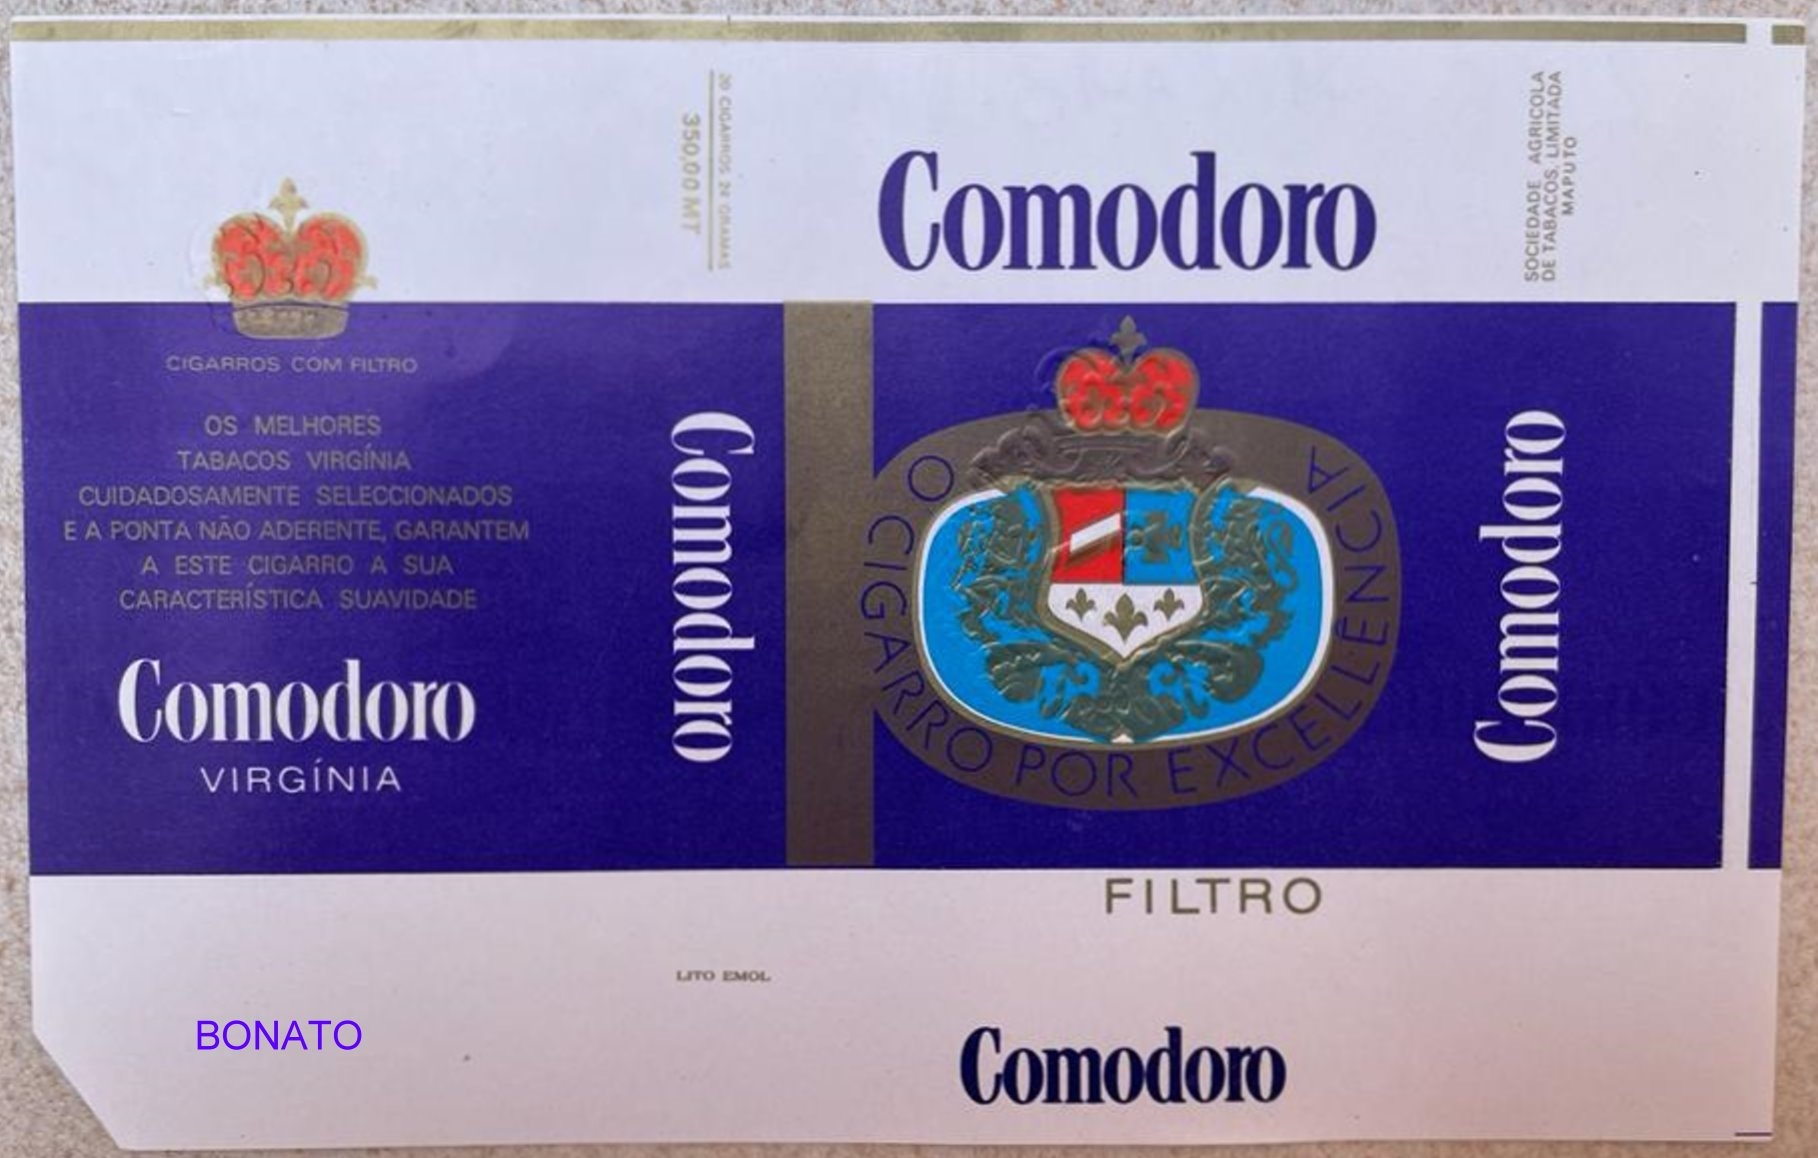 20 CIGARROS 24 GRAMAS
350,00 MT
Comodoro
SOCIEDADE AGRICOLA
DE TABACOS, LIMITADA
MAPUTO
CIGARROS COM FILTRO
OS MELHORES
TABACOS VIRGÍNIA
CUIDADOSAMENTE SELECCIONADOS
E A PONTA NÃO ADERENTE, GARANTEM
A ESTE CIGARRO A SUA
CARACTERÍSTICA SUAVIDADE
Comodoro
VIRGÍNIA
Comodoro
O CIGARRO POR EXCELLÊNCIA
Comodoro
FILTRO
LITO EMOL
BONATO
Comodoro